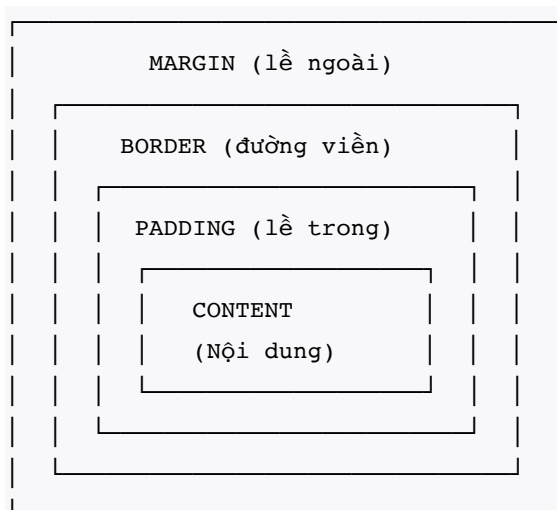 MARGIN (lề ngoài)
BORDER (đường viền)
PADDING (lề trong)
CONTENT
(Nội dung)